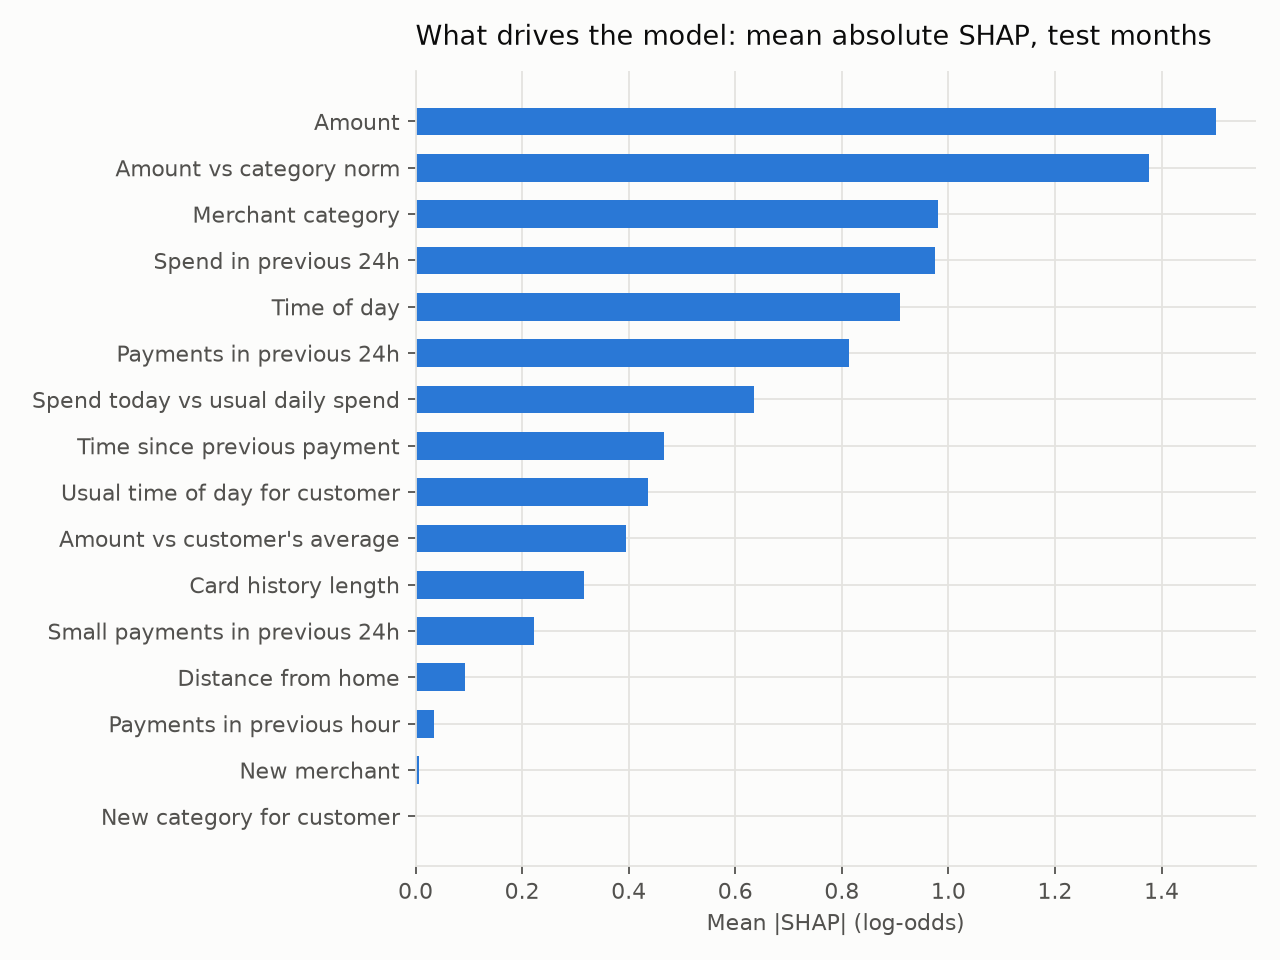 What drives the model: mean absolute SHAP, test months
Amount
Amount vs category norm
Merchant category
Spend in previous 24h
Time of day
Payments in previous 24h
Spend today vs usual daily spend
Time since previous payment
Usual time of day for customer
Amount vs customer's average
Card history length
Small payments in previous 24h
Distance from home
Payments in previous hour
New merchant
New category for customer
0.0 0.2 0.4 0.6 0.8 1.0 1.2 1.4
Mean |SHAP| (log-odds)